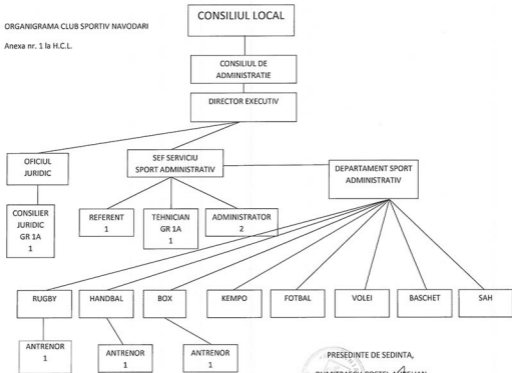 CONSILIUL LOCAL
ORGANIGRAMA CLUB SPORTIV NAVODARI
Anexa nr. 1 la H.C.L.
CONSILIUL DE
ADMINISTRATIE
DIRECTOR EXECUTIV
OFICIUL
JURIDIC
SEF SERVICIU
SPORT ADMINISTRATIV
DEPARTAMENT SPORT
ADMINISTRATIV
CONSILIER
JURIDIC
GR 1A
1
REFERENT
1
TEHNICIAN
GR 1A
1
ADMINISTRATOR
2
RUGBY
HANDBAL
BOX
KEMPO
FOTBAL
VOLEI
BASCHET
SAH
ANTRENOR
1
ANTRENOR
1
ANTRENOR
1
PRESEDINTE DE SEDINTA,